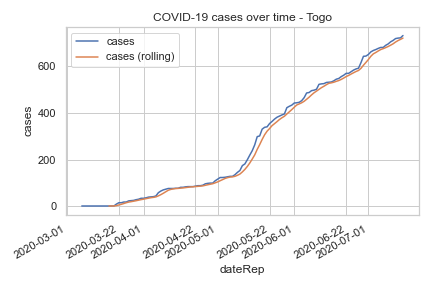 COVID-19 cases over time - Togo
cases
cases (rolling)
cases
600
400
200
0
2020-03-01
2020-03-22
2020-04-01
2020-04-22
2020-05-01
2020-05-22
2020-06-01
2020-06-22
2020-07-01
dateRep